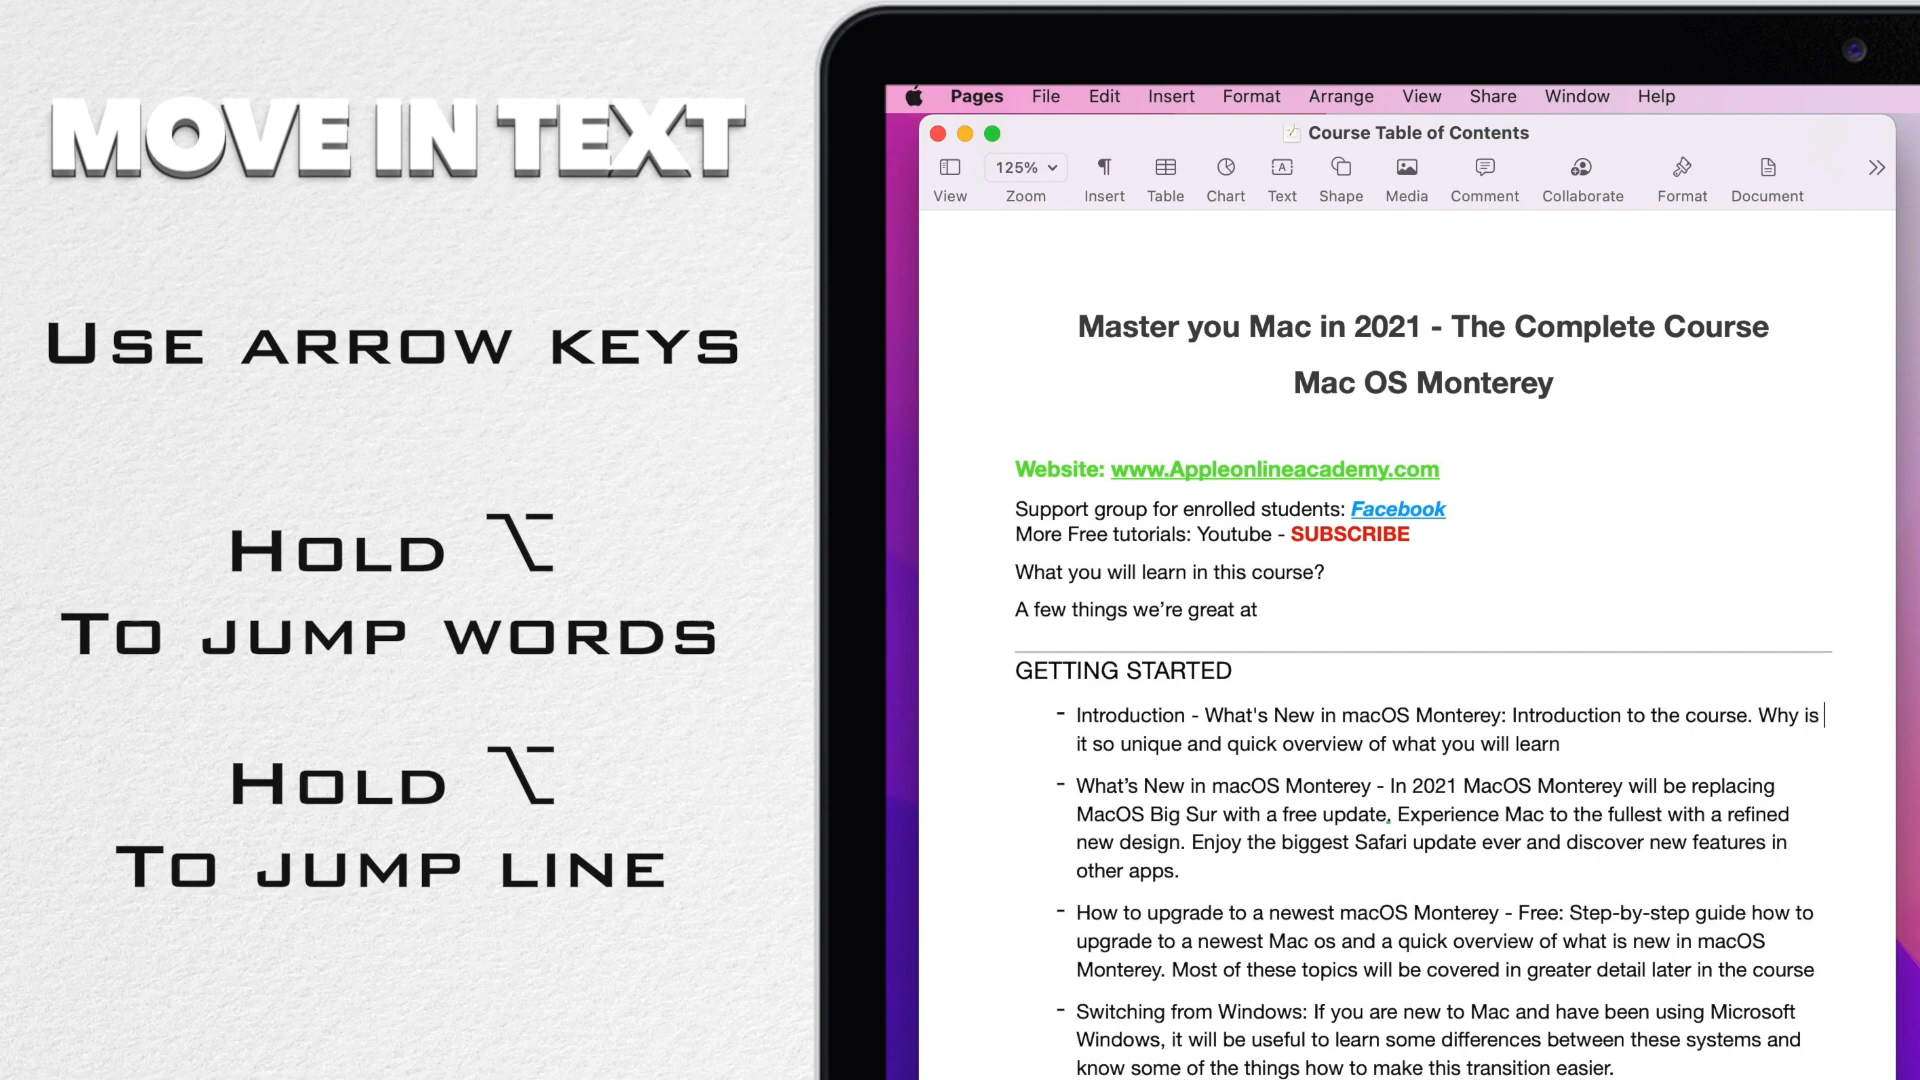 MOVE IN TEXT
USE ARROW KEYS
HOLD ⌥
TO JUMP WORDS
HOLD ⌥
TO JUMP LINE
Pages File Edit Insert Format Arrange View Share Window Help
Course Table of Contents
125%
View Zoom Insert Table Chart Text Shape Media Comment Collaborate Format Document
Master you Mac in 2021 - The Complete Course
Mac OS Monterey
Website: www.Appleonlineacademy.com
Support group for enrolled students: Facebook
More Free tutorials: Youtube - SUBSCRIBE
What you will learn in this course?
A few things we’re great at
GETTING STARTED
- Introduction - What's New in macOS Monterey: Introduction to the course. Why is
it so unique and quick overview of what you will learn
- What’s New in macOS Monterey - In 2021 MacOS Monterey will be replacing
MacOS Big Sur with a free update. Experience Mac to the fullest with a refined
new design. Enjoy the biggest Safari update ever and discover new features in
other apps.
- How to upgrade to a newest macOS Monterey - Free: Step-by-step guide how to
upgrade to a newest Mac os and a quick overview of what is new in macOS
Monterey. Most of these topics will be covered in greater detail later in the course
- Switching from Windows: If you are new to Mac and have been using Microsoft
Windows, it will be useful to learn some differences between these systems and
know some of the things how to make this transition easier.